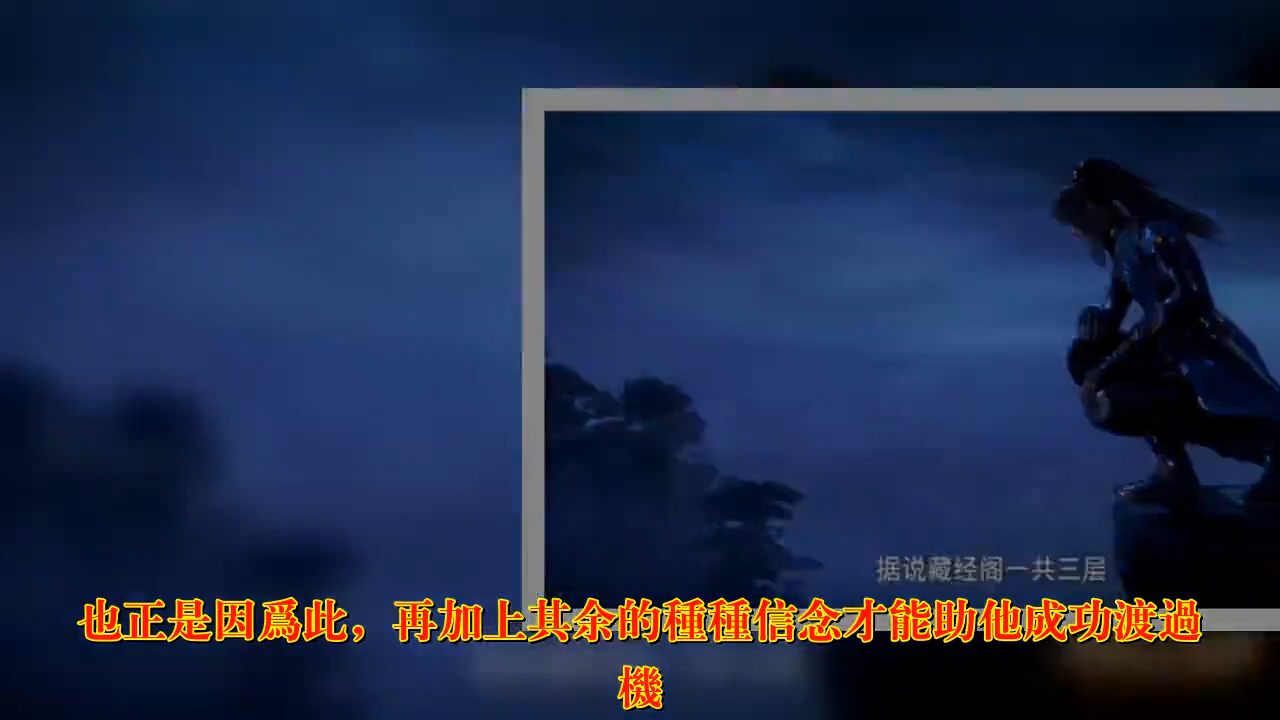 据说藏经阁一共三层
也正是因爲此，再加上其余的種種信念才能助他成功渡過
機